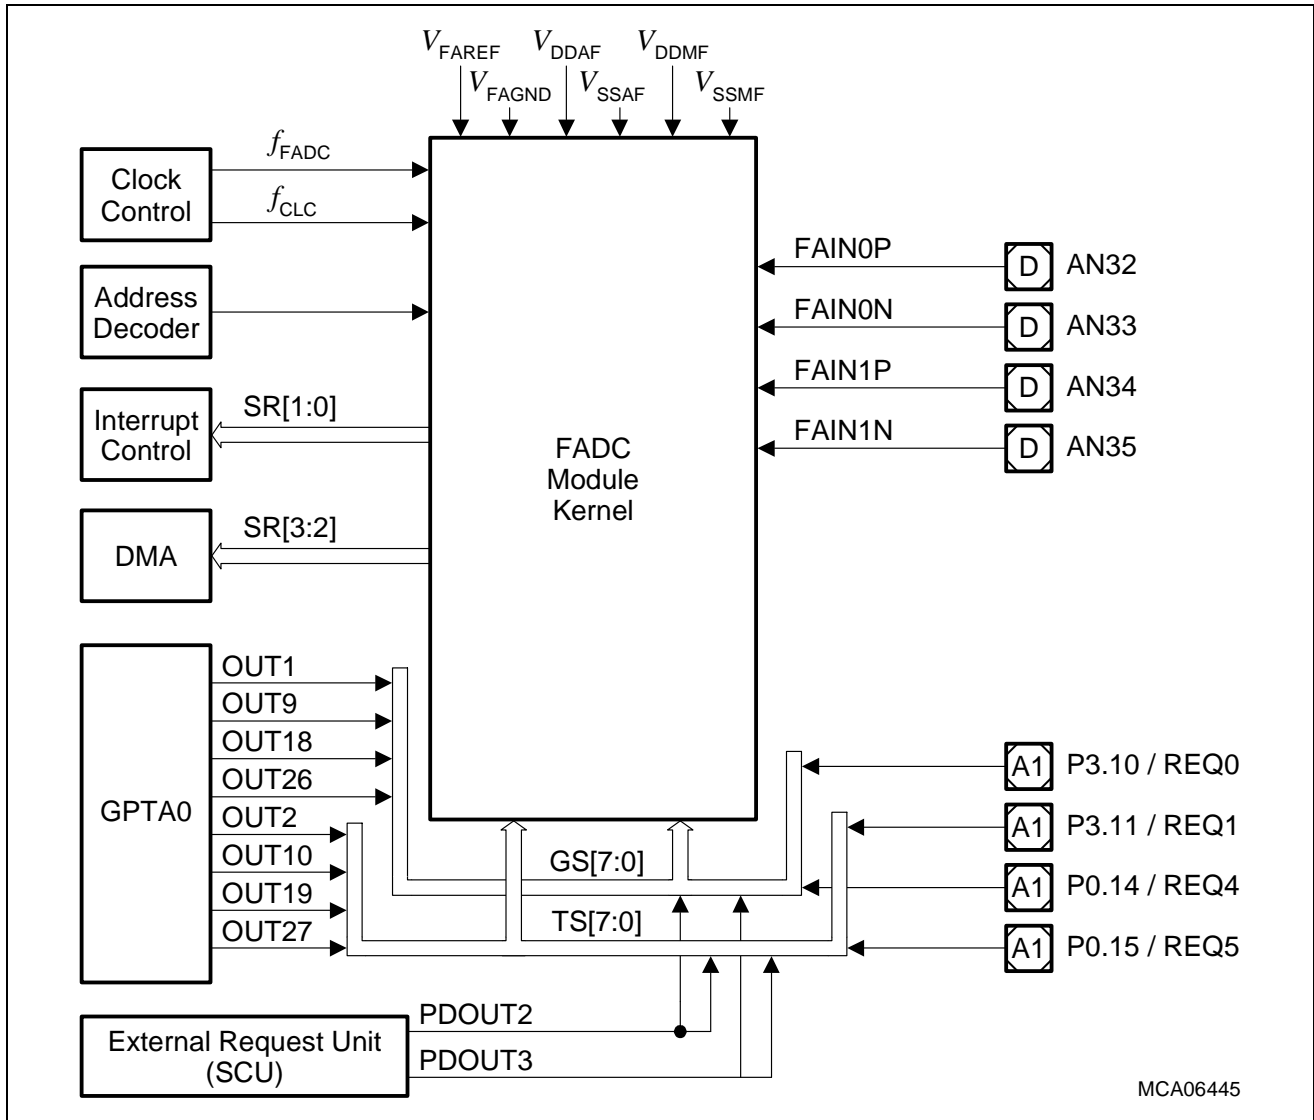 VFAREF VDDAF VDDMF
VFAGND VSSAF VSSMF
Clock
Control
fFADC
fCLC
Address
Decoder
Interrupt
Control
SR[1:0]
DMA
SR[3:2]
FADC
Module
Kernel
FAIN0P
D AN32
FAIN0N
D AN33
FAIN1P
D AN34
FAIN1N
D AN35
GPTA0
OUT1
OUT9
OUT18
OUT26
OUT2
OUT10
OUT19
OUT27
GS[7:0]
TS[7:0]
A1 P3.10 / REQ0
A1 P3.11 / REQ1
A1 P0.14 / REQ4
A1 P0.15 / REQ5
External Request Unit
(SCU)
PDOUT2
PDOUT3
MCA06445